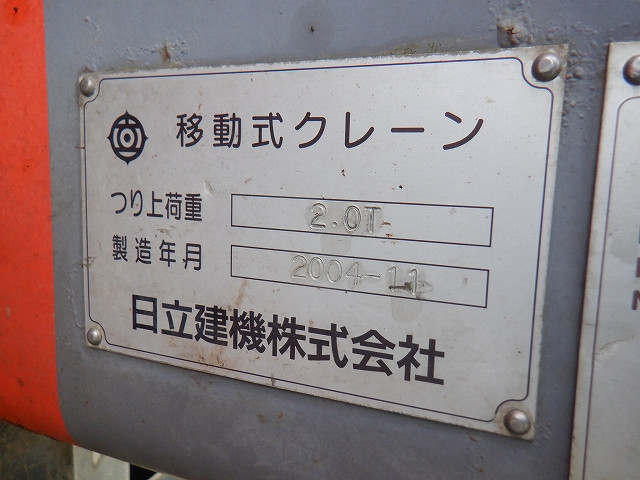 移動式クレーン
つり上荷重 2.0T
製造年月 2004-11
日立建機株式会社